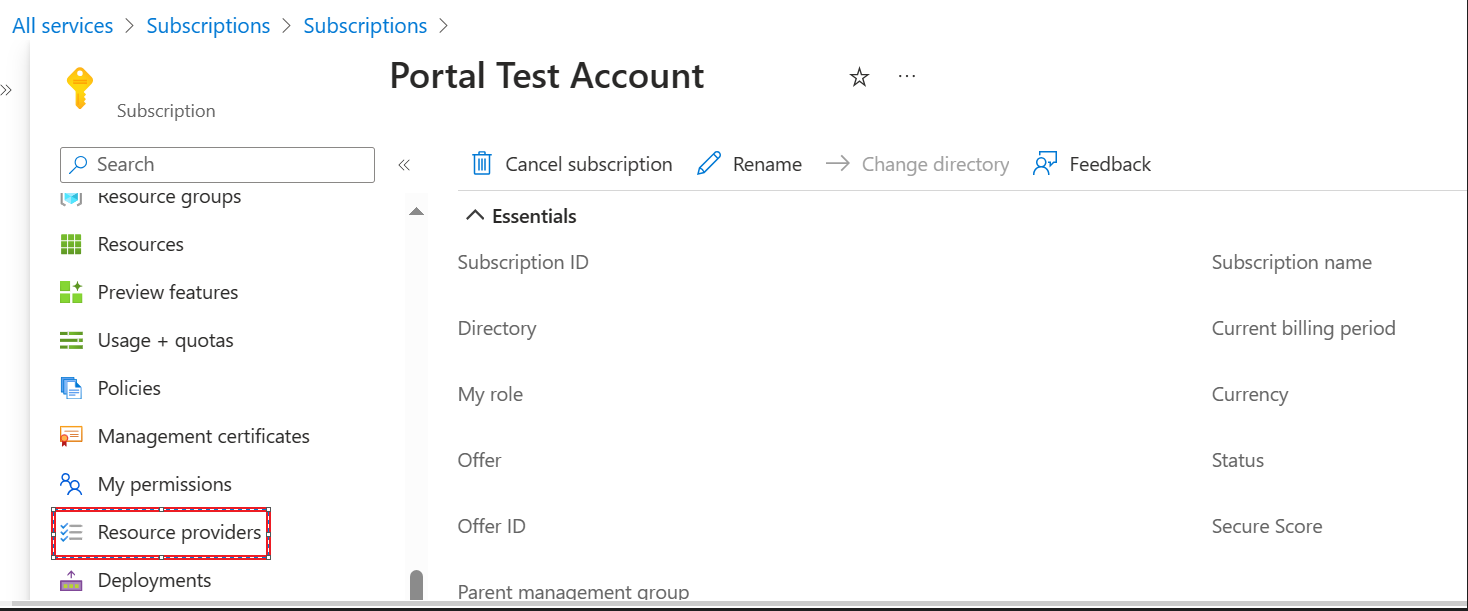 All services > Subscriptions > Subscriptions >
Portal Test Account
Subscription
Search
Cancel subscription
Rename
Change directory
Feedback
Resource groups
Resources
Preview features
Usage + quotas
Policies
Management certificates
My permissions
Resource providers
Deployments
Essentials
Subscription ID
Subscription name
Directory
Current billing period
My role
Currency
Offer
Status
Offer ID
Secure Score
Parent management group